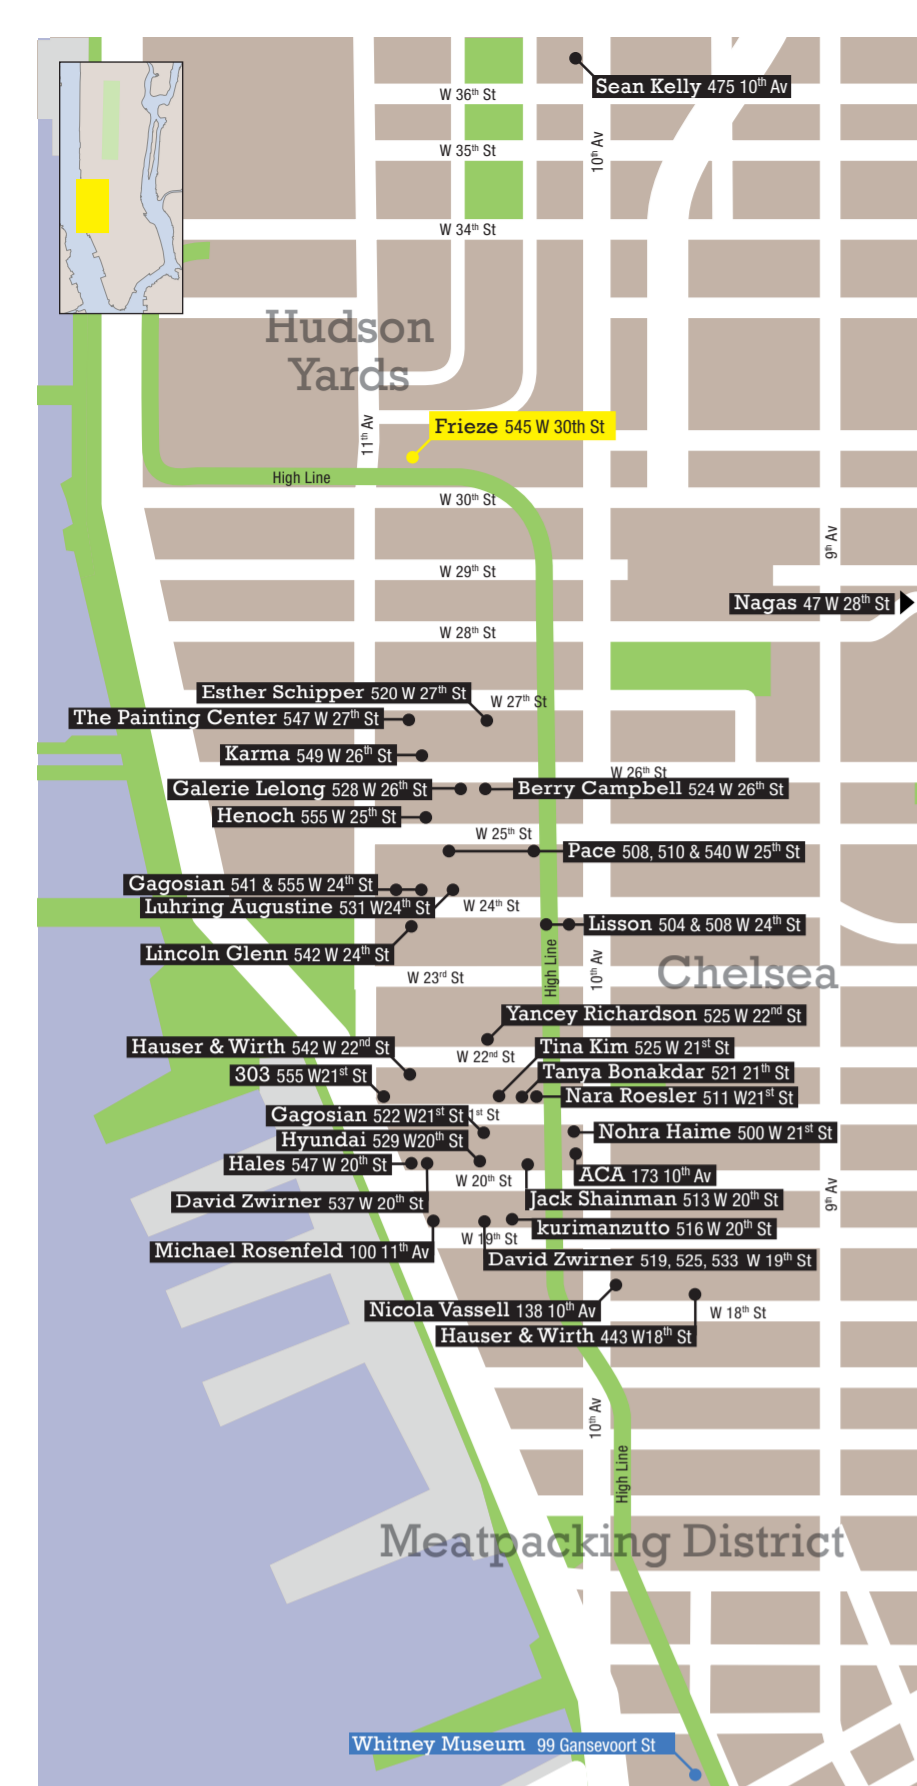 Sean Kelly 475 10th Av
W 36th St
10th Av
W 35th St
W 34th St
Hudson
Yards
11th Av
Frieze 545 W 30th St
High Line
W 30th St
9th Av
W 29th St
Nagas 47 W 28th St
W 28th St
Esther Schipper 520 W 27th St
W 27th St
The Painting Center 547 W 27th St
Karma 549 W 26th St
W 26th St
Galerie Lelong 528 W 26th St
Berry Campbell 524 W 26th St
Henoch 555 W 25th St
W 25th St
Pace 508, 510 & 540 W 25th St
Gagosian 541 & 555 W 24th St
Luhring Augustine 531 W24th St
W 24th St
Lisson 504 & 508 W 24th St
Lincoln Glenn 542 W 24th St
High Line
10th Av
Chelsea
W 23rd St
Yancey Richardson 525 W 22nd St
Hauser & Wirth 542 W 22nd St
W 22nd St
Tina Kim 525 W 21st St
303 555 W21st St
Tanya Bonakdar 521 21th St
Nara Roesler 511 W21st St
Gagosian 522 W21st St
1st St
Nohra Haime 500 W 21st St
Hyundai 529 W20th St
Hales 547 W 20th St
ACA 173 10th Av
W 20th St
9th Av
David Zwirner 537 W 20th St
Jack Shainman 513 W 20th St
kurimanzutto 516 W 20th St
W 19th St
Michael Rosenfeld 100 11th Av
David Zwirner 519, 525, 533 W 19th St
Nicola Vassell 138 10th Av
W 18th St
Hauser & Wirth 443 W18th St
10th Av
High Line
Meatpacking District
Whitney Museum 99 Gansevoort St